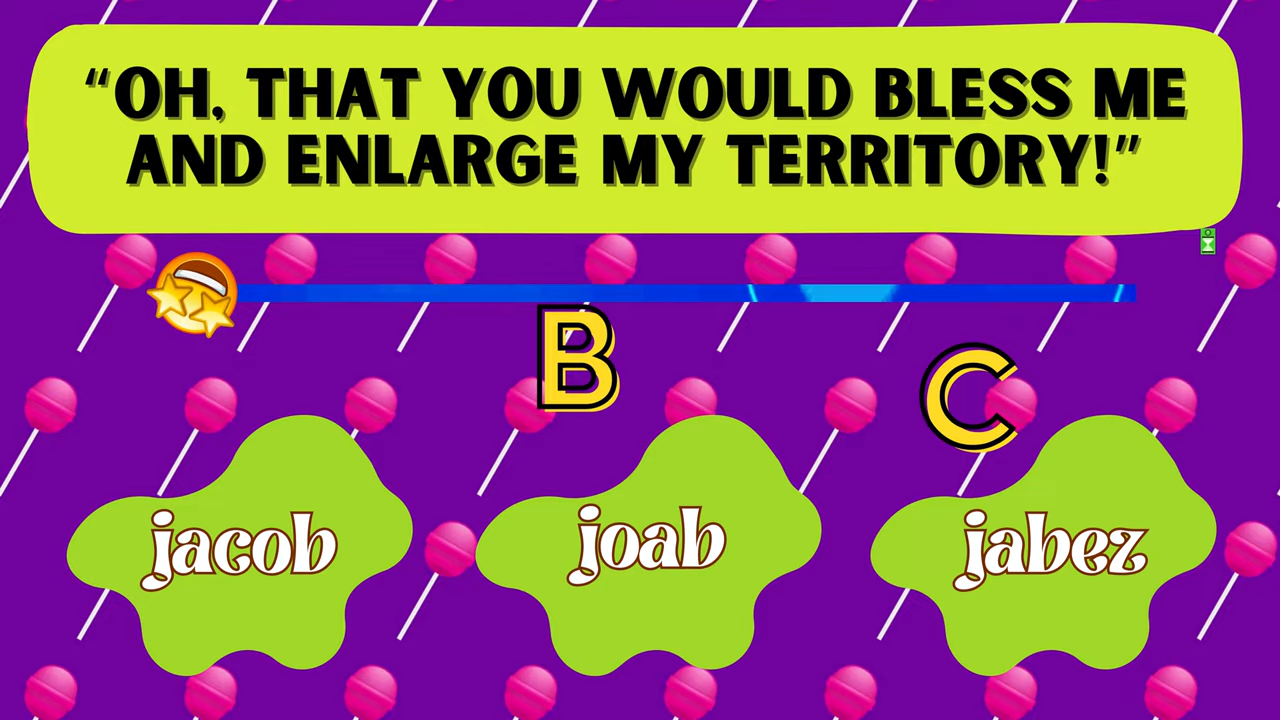 “OH, THAT YOU WOULD BLESS ME
AND ENLARGE MY TERRITORY!”
B
C
jacob
joab
jabez